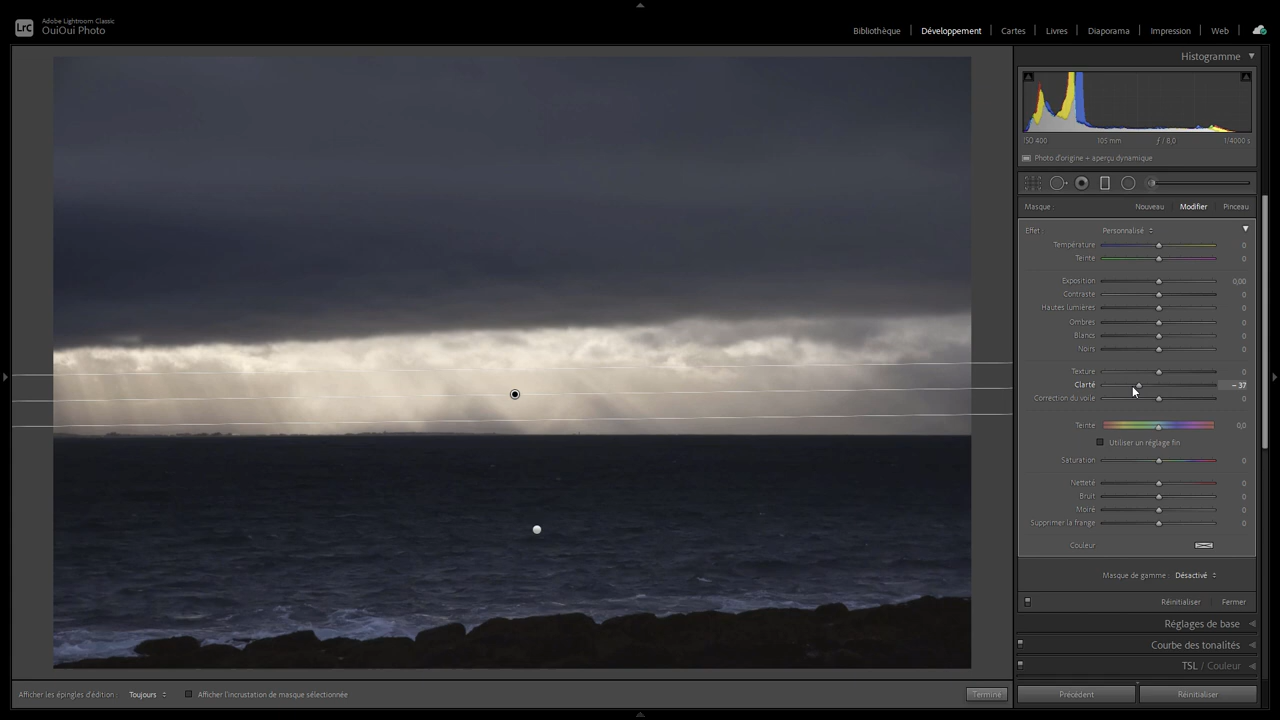 Lrc
Adobe Lightroom Classic
OuiOui Photo
Bibliothèque | Développement | Cartes | Livres | Diaporama | Impression | Web
Histogramme
ISO 400 105 mm ƒ / 8,0 1/4000 s
Photo d'origine + aperçu dynamique
Masque : Nouveau Modifier Pinceau
Effet : Personnalisé
Température 0
Teinte 0
Exposition 0,00
Contraste 0
Hautes lumières 0
Ombres 0
Blancs 0
Noirs 0
Texture 0
Clarté – 37
Correction du voile 0
Teinte 0,0
Utiliser un réglage fin
Saturation 0
Netteté 0
Bruit 0
Moiré 0
Supprimer la frange 0
Couleur
Masque de gamme : Désactivé
Réinitialiser Fermer
Réglages de base
Courbe des tonalités
TSL / Couleur
Afficher les épingles d'édition : Toujours Afficher l'incrustation de masque sélectionnée Terminé
Précédent Réinitialiser